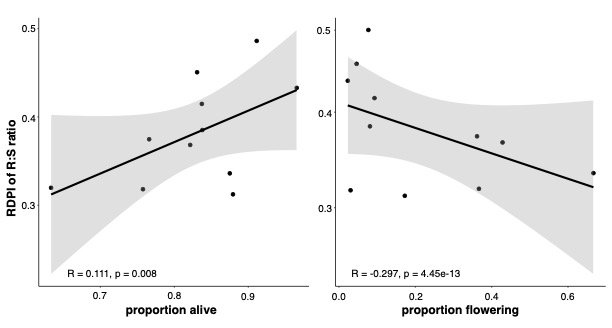 RDPI of R:S ratio
0.5
0.4
0.3
R = 0.111, p = 0.008
0.7
0.8
0.9
proportion alive
0.5
0.4
0.3
R = -0.297, p = 4.45e-13
0.0
0.2
0.4
0.6
proportion flowering